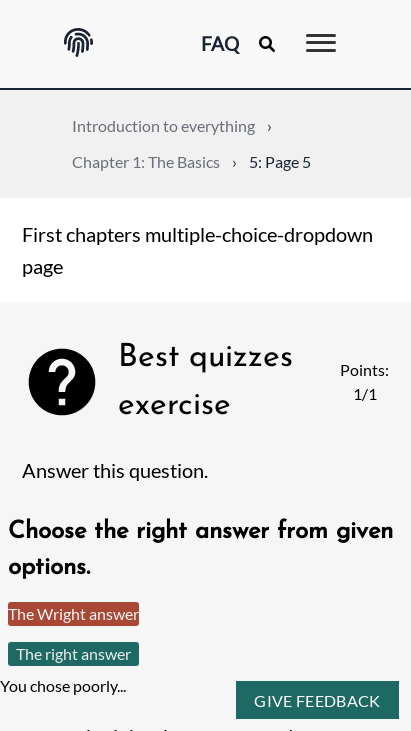 FAQ
Introduction to everything ›
Chapter 1: The Basics › 5: Page 5
First chapters multiple-choice-dropdown
page
Best quizzes
exercise
Points:
1/1
Answer this question.
Choose the right answer from given
options.
The Wright answer
The right answer
You chose poorly...
GIVE FEEDBACK